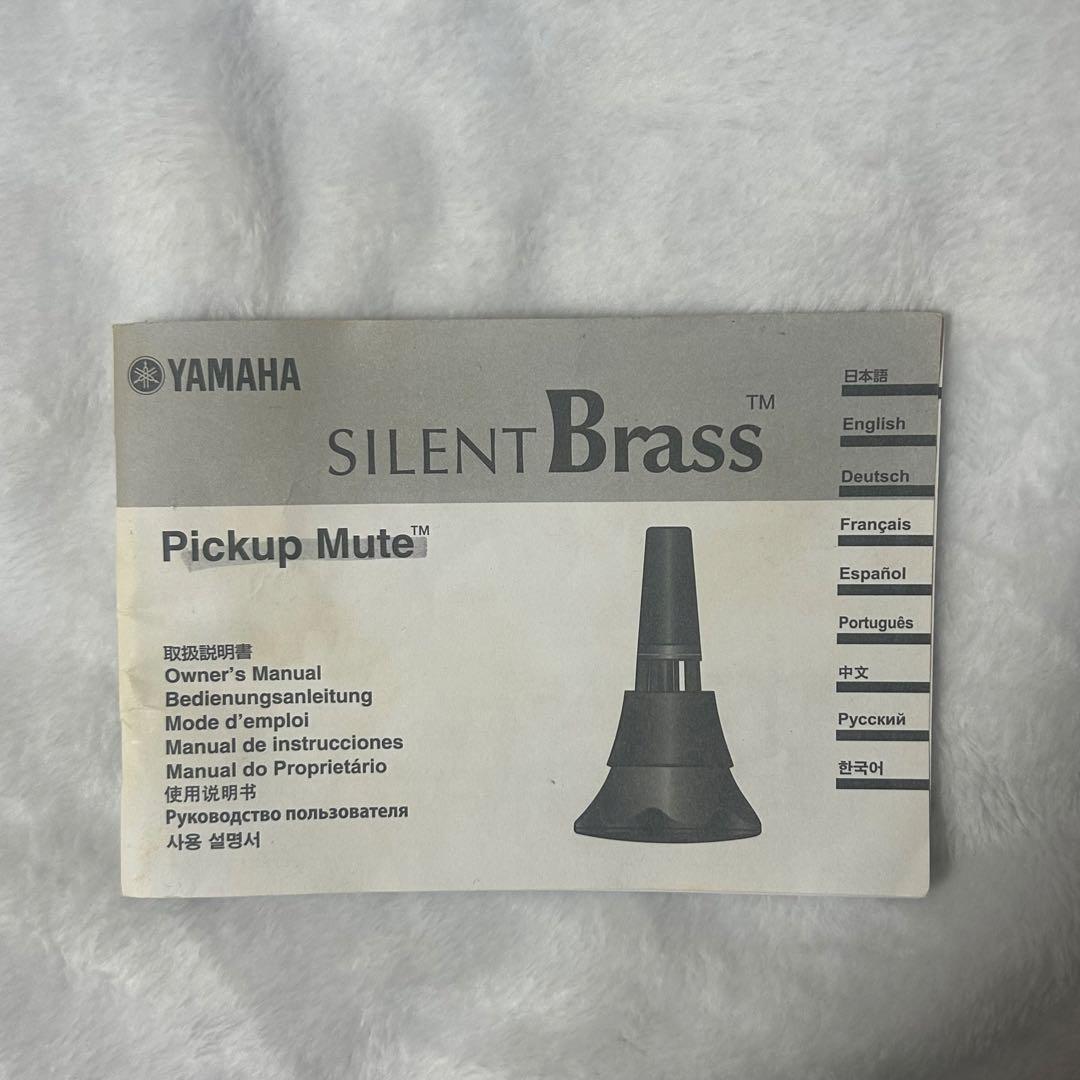 YAMAHA
SILENT Brass™
Pickup Mute™
取扱説明書
Owner's Manual
Bedienungsanleitung
Mode d'emploi
Manual de instrucciones
Manual do Proprietário
使用说明书
Руководство пользователя
사용 설명서
日本語
English
Deutsch
Français
Español
Português
中文
Русский
한국어